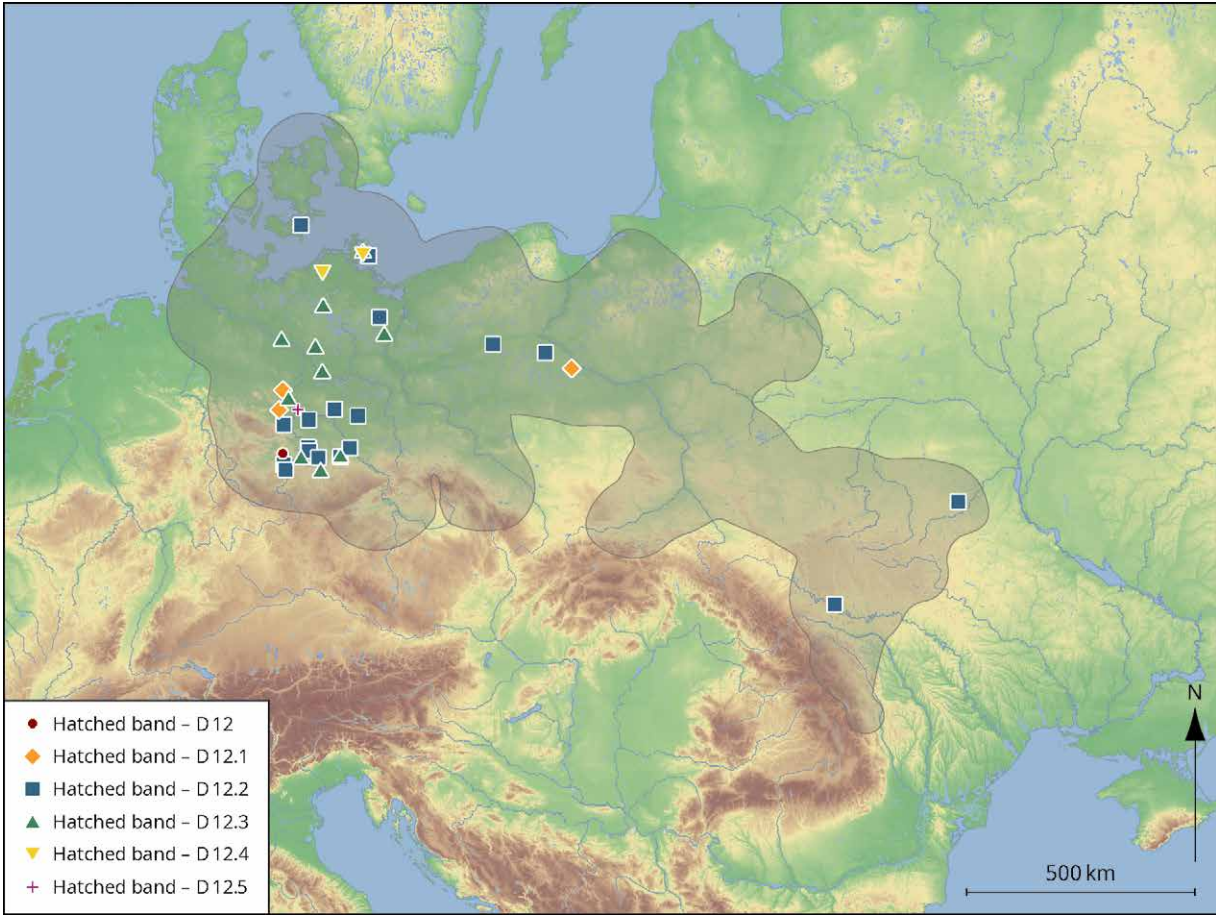 Hatched band – D12
Hatched band – D12.1
Hatched band – D12.2
Hatched band – D12.3
Hatched band – D12.4
Hatched band – D12.5
N
500 km